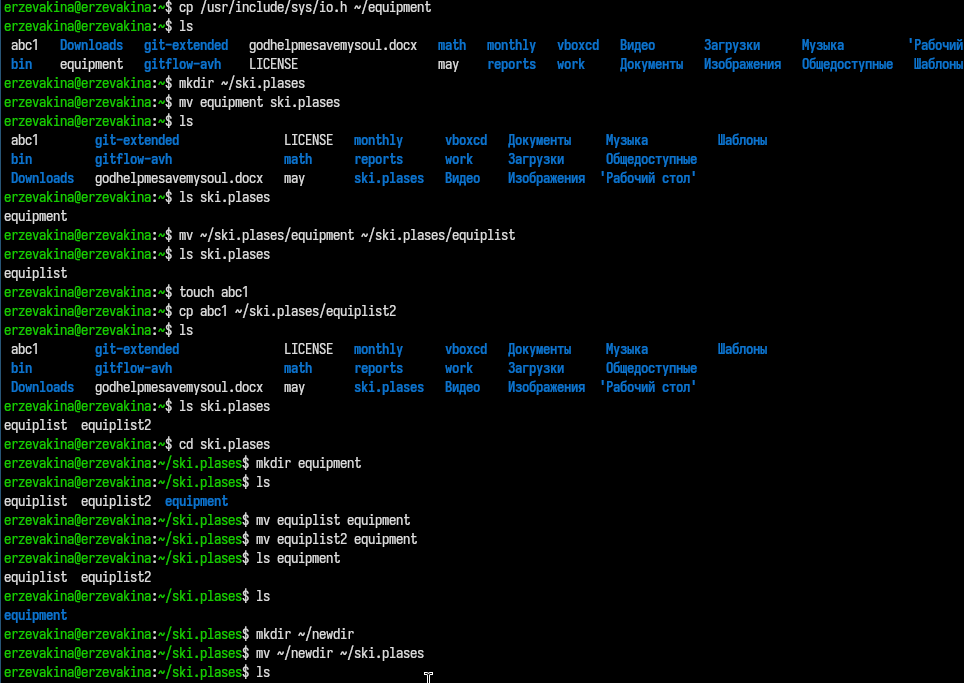 erzevakina@erzevakina:~$ cp /usr/include/sys/io.h ~/equipment
erzevakina@erzevakina:~$ ls
abc1 Downloads git-extended godhelpmesavemysoul.docx math monthly vboxcd Видео Загрузки Музыка 'Рабочий
bin equipment gitflow-avh LICENSE may reports work Документы Изображения Общедоступные Шаблоны
erzevakina@erzevakina:~$ mkdir ~/ski.plases
erzevakina@erzevakina:~$ mv equipment ski.plases
erzevakina@erzevakina:~$ ls
abc1 git-extended LICENSE monthly vboxcd Документы Музыка Шаблоны
bin gitflow-avh math reports work Загрузки Общедоступные
Downloads godhelpmesavemysoul.docx may ski.plases Видео Изображения 'Рабочий стол'
erzevakina@erzevakina:~$ ls ski.plases
equipment
erzevakina@erzevakina:~$ mv ~/ski.plases/equipment ~/ski.plases/equiplist
erzevakina@erzevakina:~$ ls ski.plases
equiplist
erzevakina@erzevakina:~$ touch abc1
erzevakina@erzevakina:~$ cp abc1 ~/ski.plases/equiplist2
erzevakina@erzevakina:~$ ls
abc1 git-extended LICENSE monthly vboxcd Документы Музыка Шаблоны
bin gitflow-avh math reports work Загрузки Общедоступные
Downloads godhelpmesavemysoul.docx may ski.plases Видео Изображения 'Рабочий стол'
erzevakina@erzevakina:~$ ls ski.plases
equiplist equiplist2
erzevakina@erzevakina:~$ cd ski.plases
erzevakina@erzevakina:~/ski.plases$ mkdir equipment
erzevakina@erzevakina:~/ski.plases$ ls
equiplist equiplist2 equipment
erzevakina@erzevakina:~/ski.plases$ mv equiplist equipment
erzevakina@erzevakina:~/ski.plases$ mv equiplist2 equipment
erzevakina@erzevakina:~/ski.plases$ ls equipment
equiplist equiplist2
erzevakina@erzevakina:~/ski.plases$ ls
equipment
erzevakina@erzevakina:~/ski.plases$ mkdir ~/newdir
erzevakina@erzevakina:~/ski.plases$ mv ~/newdir ~/ski.plases
erzevakina@erzevakina:~/ski.plases$ ls